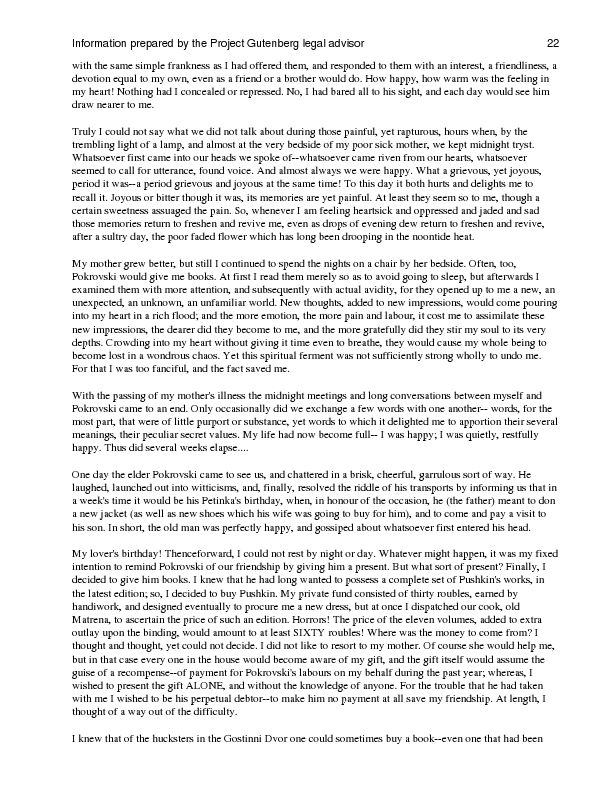 Information prepared by the Project Gutenberg legal advisor 22
with the same simple frankness as I had offered them, and responded to them with an interest, a friendliness, a
devotion equal to my own, even as a friend or a brother would do. How happy, how warm was the feeling in
my heart! Nothing had I concealed or repressed. No, I had bared all to his sight, and each day would see him
draw nearer to me.
Truly I could not say what we did not talk about during those painful, yet rapturous, hours when, by the
trembling light of a lamp, and almost at the very bedside of my poor sick mother, we kept midnight tryst.
Whatsoever first came into our heads we spoke of--whatsoever came riven from our hearts, whatsoever
seemed to call for utterance, found voice. And almost always we were happy. What a grievous, yet joyous,
period it was--a period grievous and joyous at the same time! To this day it both hurts and delights me to
recall it. Joyous or bitter though it was, its memories are yet painful. At least they seem so to me, though a
certain sweetness assuaged the pain. So, whenever I am feeling heartsick and oppressed and jaded and sad
those memories return to freshen and revive me, even as drops of evening dew return to freshen and revive,
after a sultry day, the poor faded flower which has long been drooping in the noontide heat.
My mother grew better, but still I continued to spend the nights on a chair by her bedside. Often, too,
Pokrovski would give me books. At first I read them merely so as to avoid going to sleep, but afterwards I
examined them with more attention, and subsequently with actual avidity, for they opened up to me a new, an
unexpected, an unknown, an unfamiliar world. New thoughts, added to new impressions, would come pouring
into my heart in a rich flood; and the more emotion, the more pain and labour, it cost me to assimilate these
new impressions, the dearer did they become to me, and the more gratefully did they stir my soul to its very
depths. Crowding into my heart without giving it time even to breathe, they would cause my whole being to
become lost in a wondrous chaos. Yet this spiritual ferment was not sufficiently strong wholly to undo me.
For that I was too fanciful, and the fact saved me.
With the passing of my mother's illness the midnight meetings and long conversations between myself and
Pokrovski came to an end. Only occasionally did we exchange a few words with one another-- words, for the
most part, that were of little purport or substance, yet words to which it delighted me to apportion their several
meanings, their peculiar secret values. My life had now become full-- I was happy; I was quietly, restfully
happy. Thus did several weeks elapse....
One day the elder Pokrovski came to see us, and chattered in a brisk, cheerful, garrulous sort of way. He
laughed, launched out into witticisms, and, finally, resolved the riddle of his transports by informing us that in
a week's time it would be his Petinka's birthday, when, in honour of the occasion, he (the father) meant to don
a new jacket (as well as new shoes which his wife was going to buy for him), and to come and pay a visit to
his son. In short, the old man was perfectly happy, and gossiped about whatsoever first entered his head.
My lover's birthday! Thenceforward, I could not rest by night or day. Whatever might happen, it was my fixed
intention to remind Pokrovski of our friendship by giving him a present. But what sort of present? Finally, I
decided to give him books. I knew that he had long wanted to possess a complete set of Pushkin's works, in
the latest edition; so, I decided to buy Pushkin. My private fund consisted of thirty roubles, earned by
handiwork, and designed eventually to procure me a new dress, but at once I dispatched our cook, old
Matrena, to ascertain the price of such an edition. Horrors! The price of the eleven volumes, added to extra
outlay upon the binding, would amount to at least SIXTY roubles! Where was the money to come from? I
thought and thought, yet could not decide. I did not like to resort to my mother. Of course she would help me,
but in that case every one in the house would become aware of my gift, and the gift itself would assume the
guise of a recompense--of payment for Pokrovski's labours on my behalf during the past year; whereas, I
wished to present the gift ALONE, and without the knowledge of anyone. For the trouble that he had taken
with me I wished to be his perpetual debtor--to make him no payment at all save my friendship. At length, I
thought of a way out of the difficulty.
I knew that of the hucksters in the Gostinni Dvor one could sometimes buy a book--even one that had been